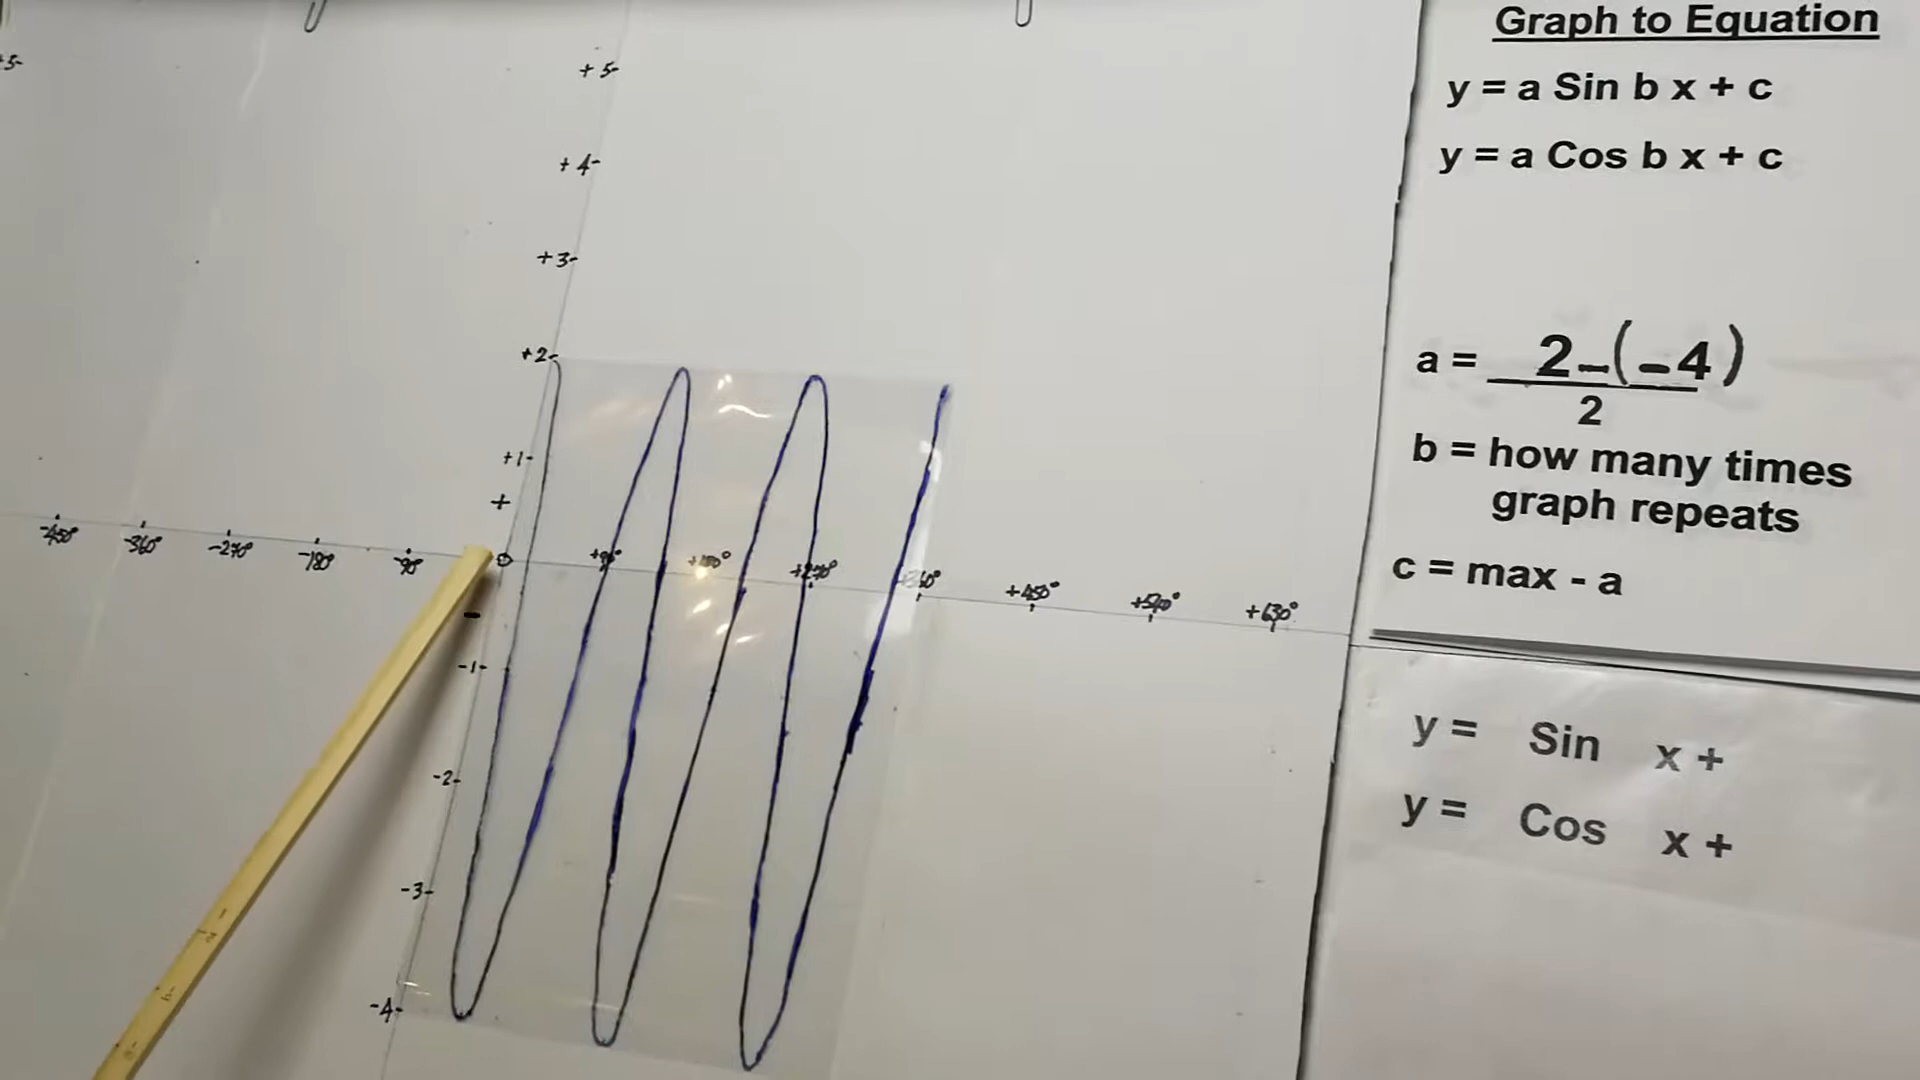 +5-
+4-
+3-
+2-
+1-
+
-450° -360° -270° -180° -90° 0 +90° +180° +270° +360° +450° +540° +630°
-
-1-
-2-
-3-
-4-
Graph to Equation
y = a Sin b x + c
y = a Cos b x + c
a = 2-(-4)
2
b = how many times
graph repeats
c = max - a
y = Sin x +
y = Cos x +